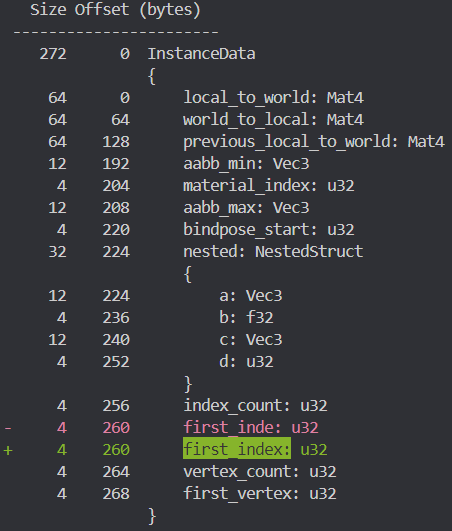 Size Offset (bytes)
-----------------------
272 0 InstanceData
{
64 0 local_to_world: Mat4
64 64 world_to_local: Mat4
64 128 previous_local_to_world: Mat4
12 192 aabb_min: Vec3
4 204 material_index: u32
12 208 aabb_max: Vec3
4 220 bindpose_start: u32
32 224 nested: NestedStruct
{
12 224 a: Vec3
4 236 b: f32
12 240 c: Vec3
4 252 d: u32
}
4 256 index_count: u32
- 4 260 first_inde: u32
+ 4 260 first_index: u32
4 264 vertex_count: u32
4 268 first_vertex: u32
}